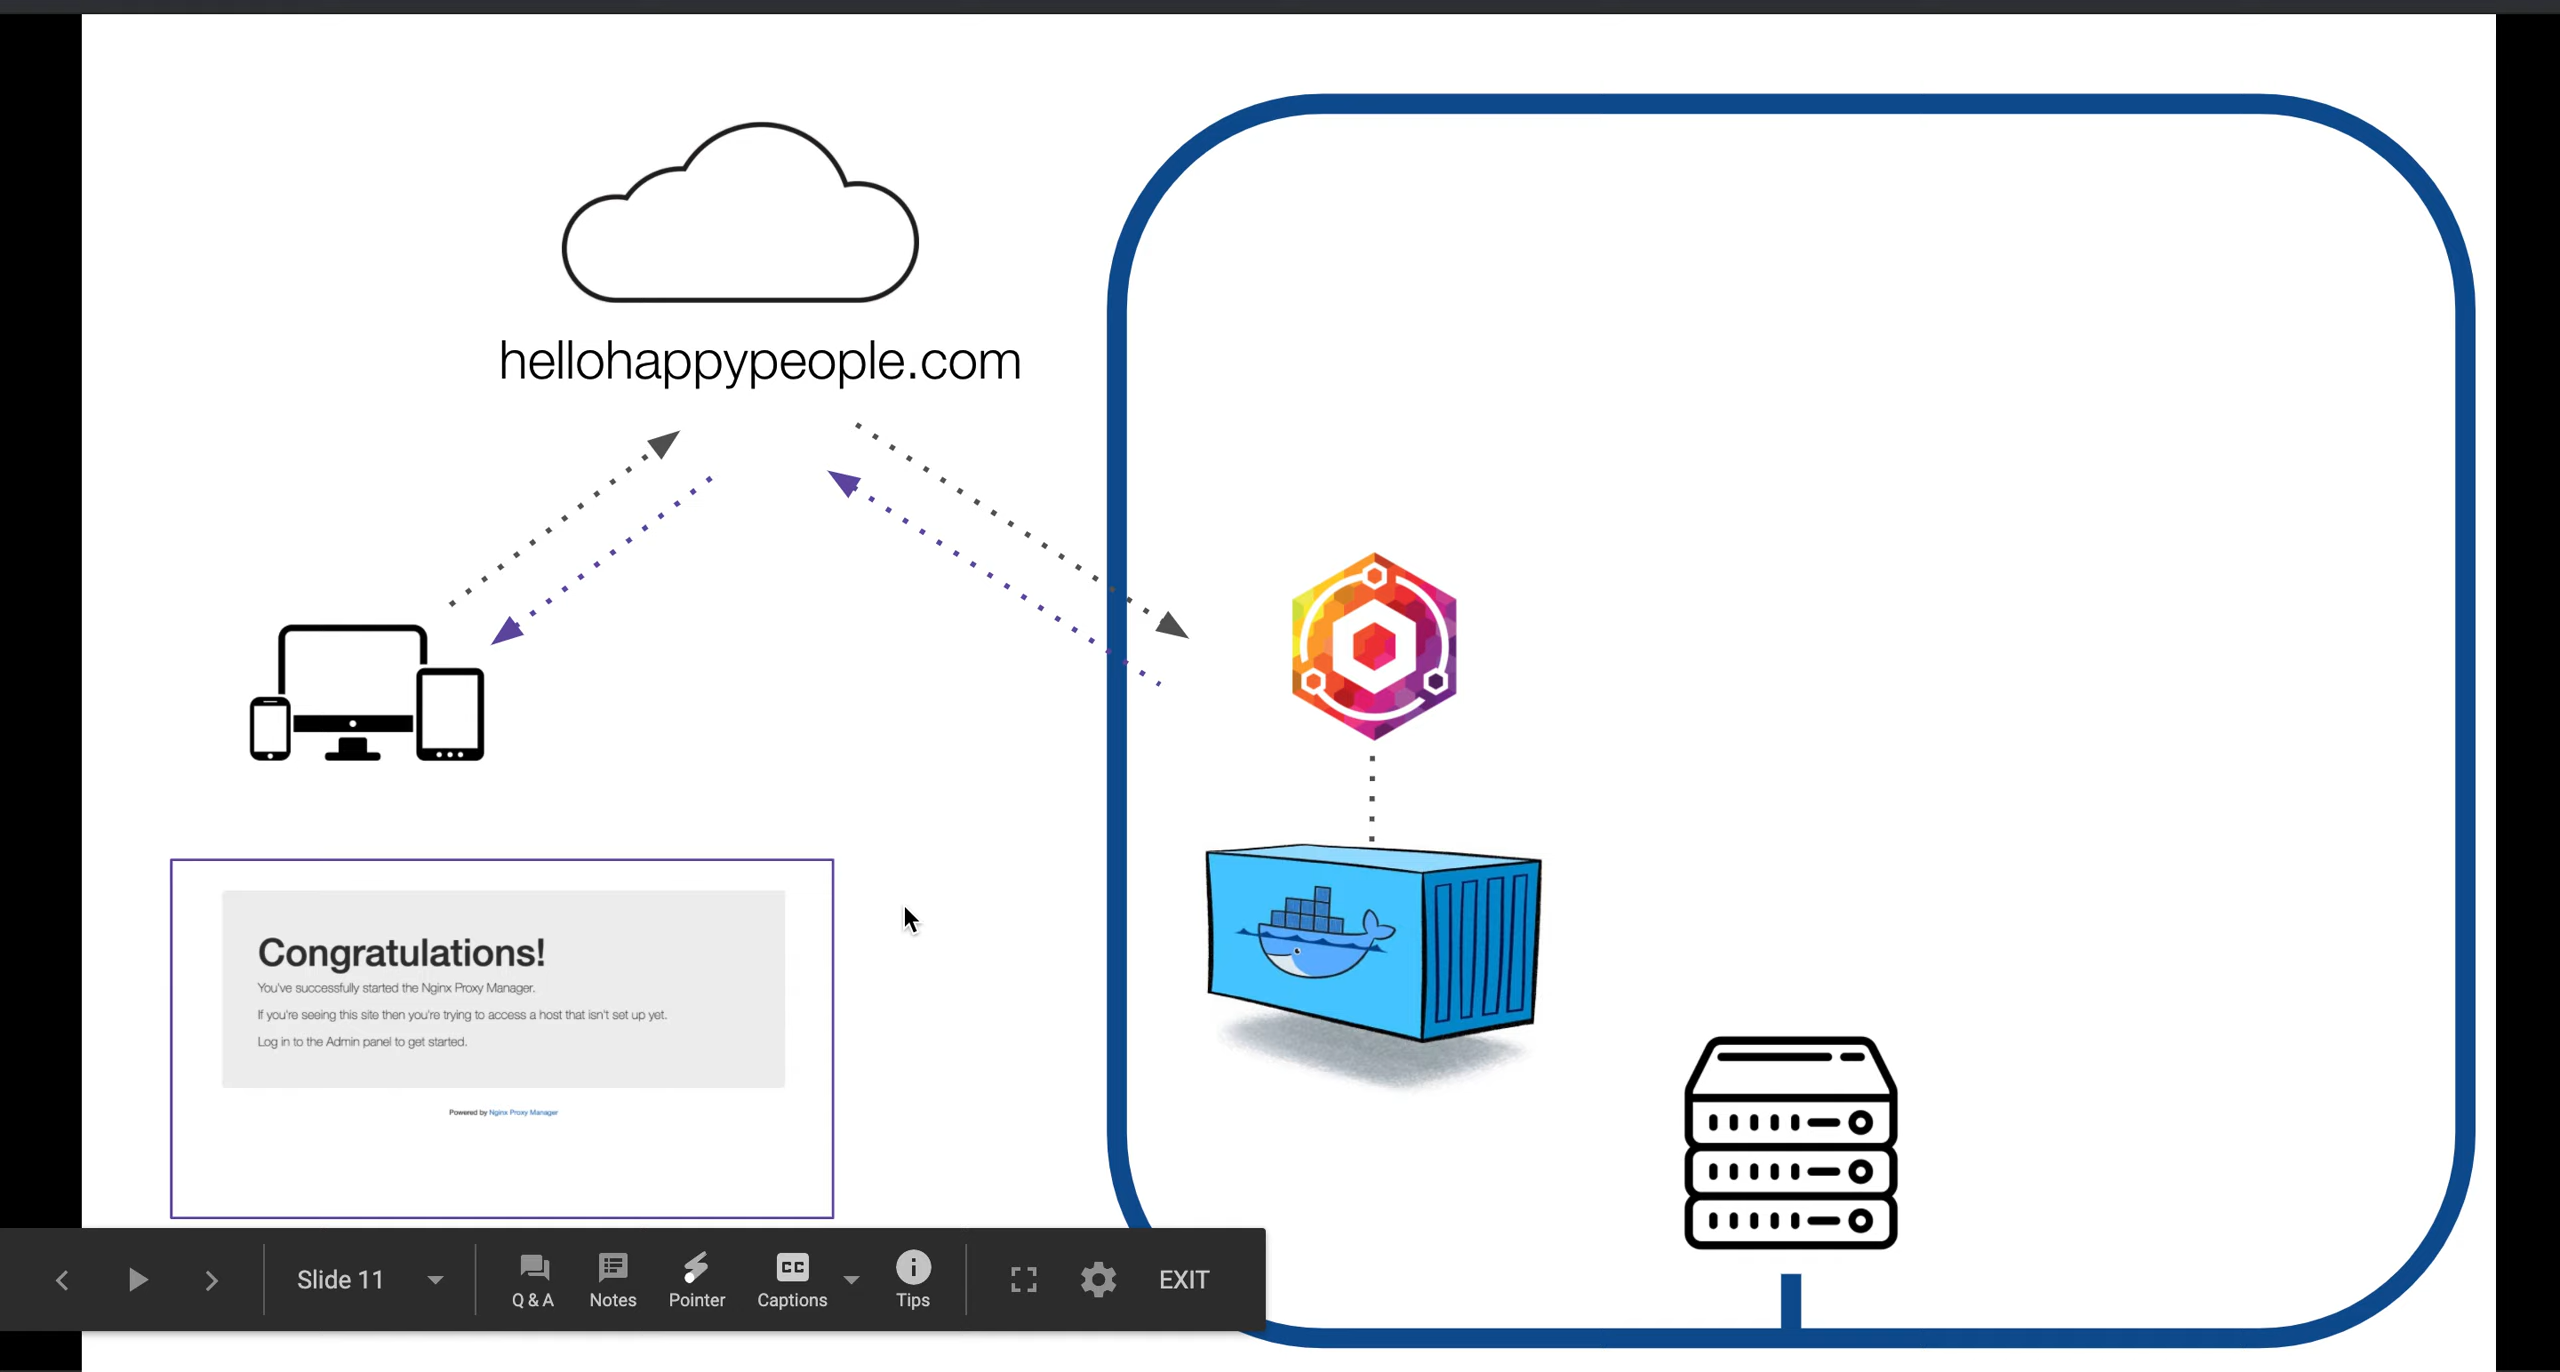 hellohappypeople.com
Congratulations!
You've successfully started the Nginx Proxy Manager.
If you're seeing this site then you're trying to access a host that isn't set up yet.
Log in to the Admin panel to get started.
Powered by Nginx Proxy Manager
Slide 11
Q & A
Notes
Pointer
CC
Captions
Tips
EXIT